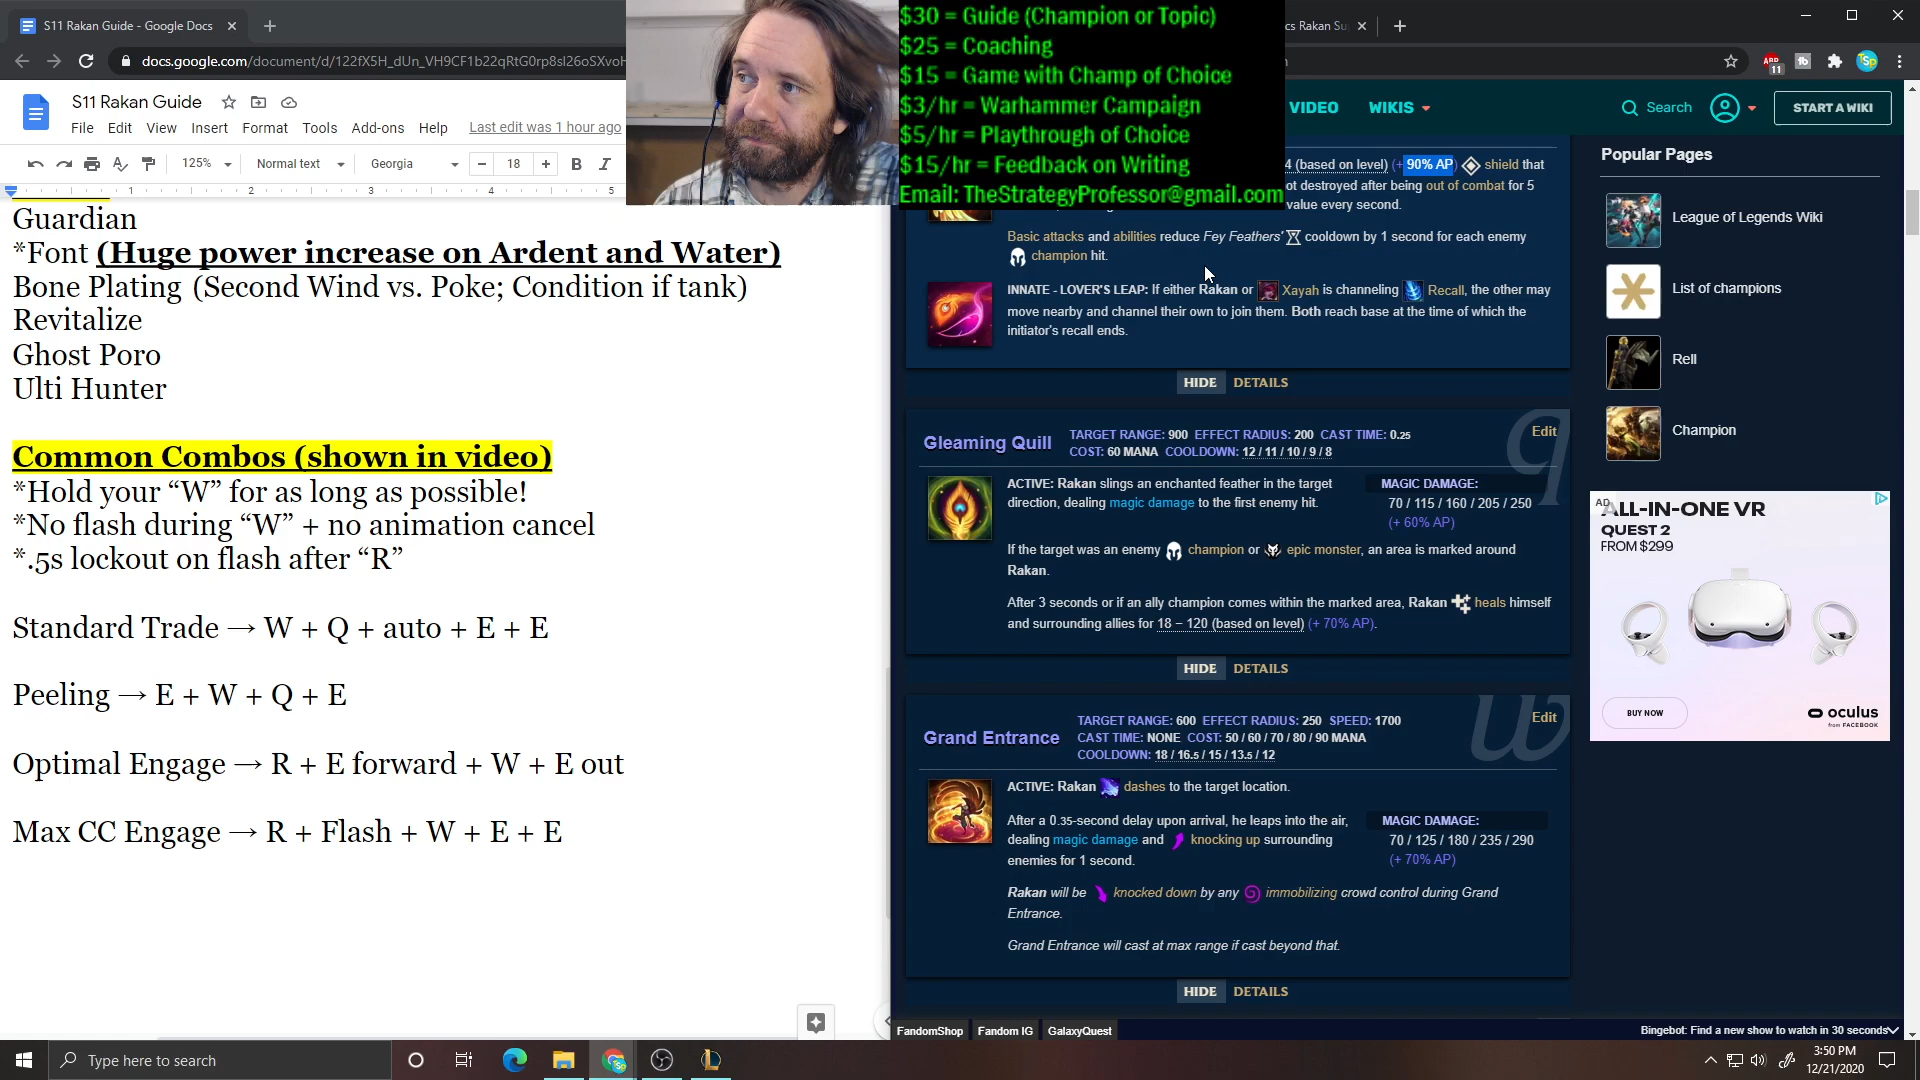 S11 Rakan Guide - Google Docs
cs Rakan Su
docs.google.com/document/d/122fX5H_dUn_VH9CF1b22qRtG0rp8sl26oSXvoH
$30 = Guide (Champion or Topic)
$25 = Coaching
$15 = Game with Champ of Choice
$3/hr = Warhammer Campaign
$5/hr = Playthrough of Choice
$15/hr = Feedback on Writing
Email: TheStrategyProfessor@gmail.com
ABP
11
tb
TSp
S11 Rakan Guide
File Edit View Insert Format Tools Add-ons Help Last edit was 1 hour ago
125% Normal text Georgia 18 B I
1 2 3 4 5
Guardian
*Font (Huge power increase on Ardent and Water)
Bone Plating (Second Wind vs. Poke; Condition if tank)
Revitalize
Ghost Poro
Ulti Hunter
Common Combos (shown in video)
*Hold your “W” for as long as possible!
*No flash during “W” + no animation cancel
*.5s lockout on flash after “R”
Standard Trade → W + Q + auto + E + E
Peeling → E + W + Q + E
Optimal Engage → R + E forward + W + E out
Max CC Engage → R + Flash + W + E + E
VIDEO WIKIS Search START A WIKI
4 (based on level) (+ 90% AP) shield that
ot destroyed after being out of combat for 5
value every second.
Basic attacks and abilities reduce Fey Feathers' cooldown by 1 second for each enemy
champion hit.
INNATE - LOVER'S LEAP: If either Rakan or Xayah is channeling Recall, the other may
move nearby and channel their own to join them. Both reach base at the time of which the
initiator's recall ends.
HIDE DETAILS
Gleaming Quill
TARGET RANGE: 900 EFFECT RADIUS: 200 CAST TIME: 0.25
COST: 60 MANA COOLDOWN: 12 / 11 / 10 / 9 / 8
Edit
q
ACTIVE: Rakan slings an enchanted feather in the target
direction, dealing magic damage to the first enemy hit.
MAGIC DAMAGE:
70 / 115 / 160 / 205 / 250
(+ 60% AP)
If the target was an enemy champion or epic monster, an area is marked around
Rakan.
After 3 seconds or if an ally champion comes within the marked area, Rakan heals himself
and surrounding allies for 18 − 120 (based on level) (+ 70% AP).
HIDE DETAILS
Grand Entrance
TARGET RANGE: 600 EFFECT RADIUS: 250 SPEED: 1700
CAST TIME: NONE COST: 50 / 60 / 70 / 80 / 90 MANA
COOLDOWN: 18 / 16.5 / 15 / 13.5 / 12
Edit
w
ACTIVE: Rakan dashes to the target location.
After a 0.35-second delay upon arrival, he leaps into the air,
dealing magic damage and knocking up surrounding
enemies for 1 second.
MAGIC DAMAGE:
70 / 125 / 180 / 235 / 290
(+ 70% AP)
Rakan will be knocked down by any immobilizing crowd control during Grand
Entrance.
Grand Entrance will cast at max range if cast beyond that.
HIDE DETAILS
Popular Pages
League of Legends Wiki
List of champions
Rell
Champion
AD
ALL-IN-ONE VR
QUEST 2
FROM $299
BUY NOW
oculus
from FACEBOOK
FandomShop Fandom IG GalaxyQuest
Bingebot: Find a new show to watch in 30 seconds
Type here to search
3:50 PM
12/21/2020